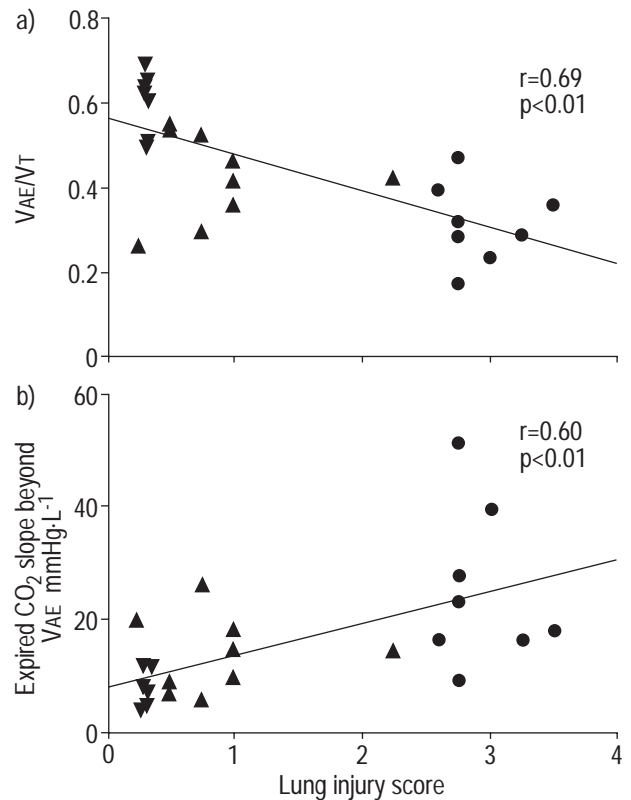 a)
0.8
0.6
0.4
0.2
0
VAE/VT
r=0.69
p<0.01
b)
60
40
20
0
Expired CO2 slope beyond
VAE mmHg·L-1
r=0.60
p<0.01
0 1 2 3 4
Lung injury score